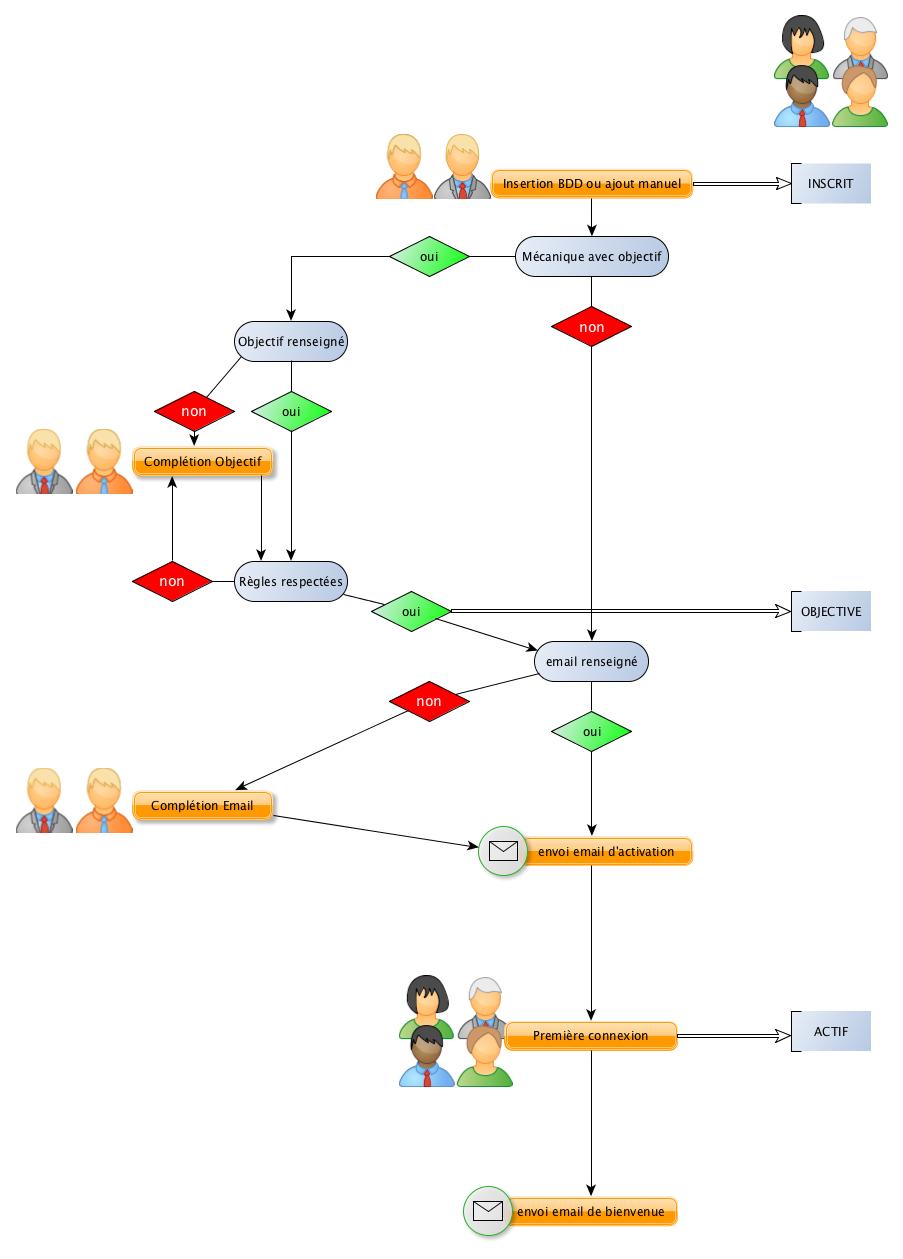 Insertion BDD ou ajout manuel
INSCRIT
oui
Mécanique avec objectif
non
Objectif renseigné
non
oui
Complétion Objectif
non
Règles respectées
oui
OBJECTIVE
email renseigné
non
oui
Complétion Email
envoi email d'activation
Première connexion
ACTIF
envoi email de bienvenue